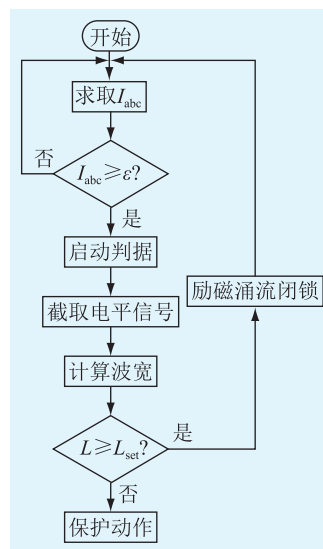 开始
求取Iabc
否
Iabc≥ε?
是
启动判据
截取电平信号
励磁涌流闭锁
计算波宽
是
L≥Lset?
否
保护动作